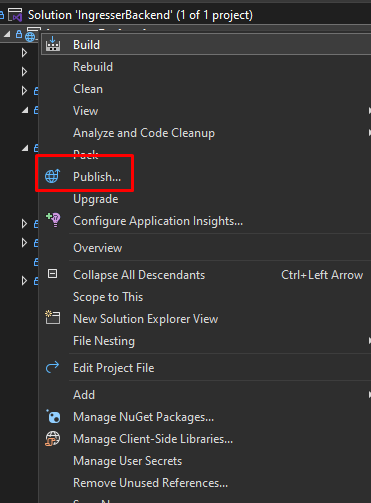 Solution 'IngresserBackend' (1 of 1 project)
Build
Rebuild
Clean
View
Analyze and Code Cleanup
Pack
Publish...
Upgrade
Configure Application Insights...
Overview
Collapse All Descendants Ctrl+Left Arrow
Scope to This
New Solution Explorer View
File Nesting
Edit Project File
Add
Manage NuGet Packages...
Manage Client-Side Libraries...
Manage User Secrets
Remove Unused References...